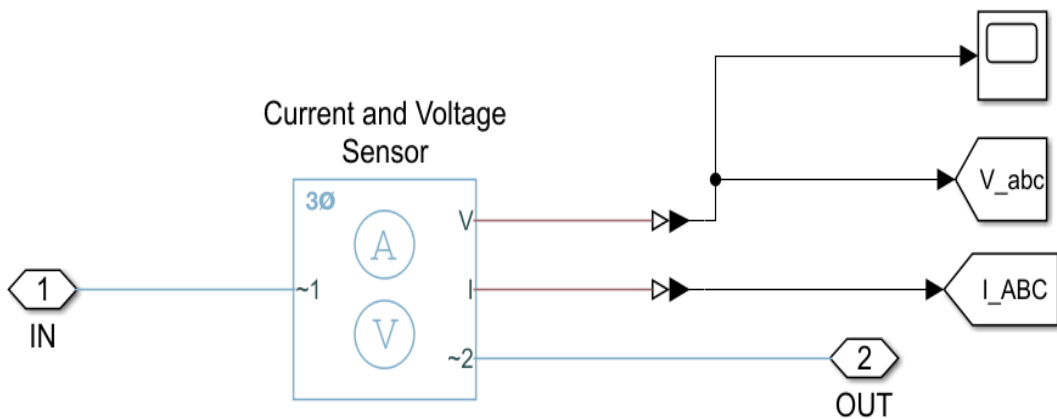 Current and Voltage
Sensor
3Ø
A
V
V
I
~1
~2
1
IN
V_abc
I_ABC
2
OUT